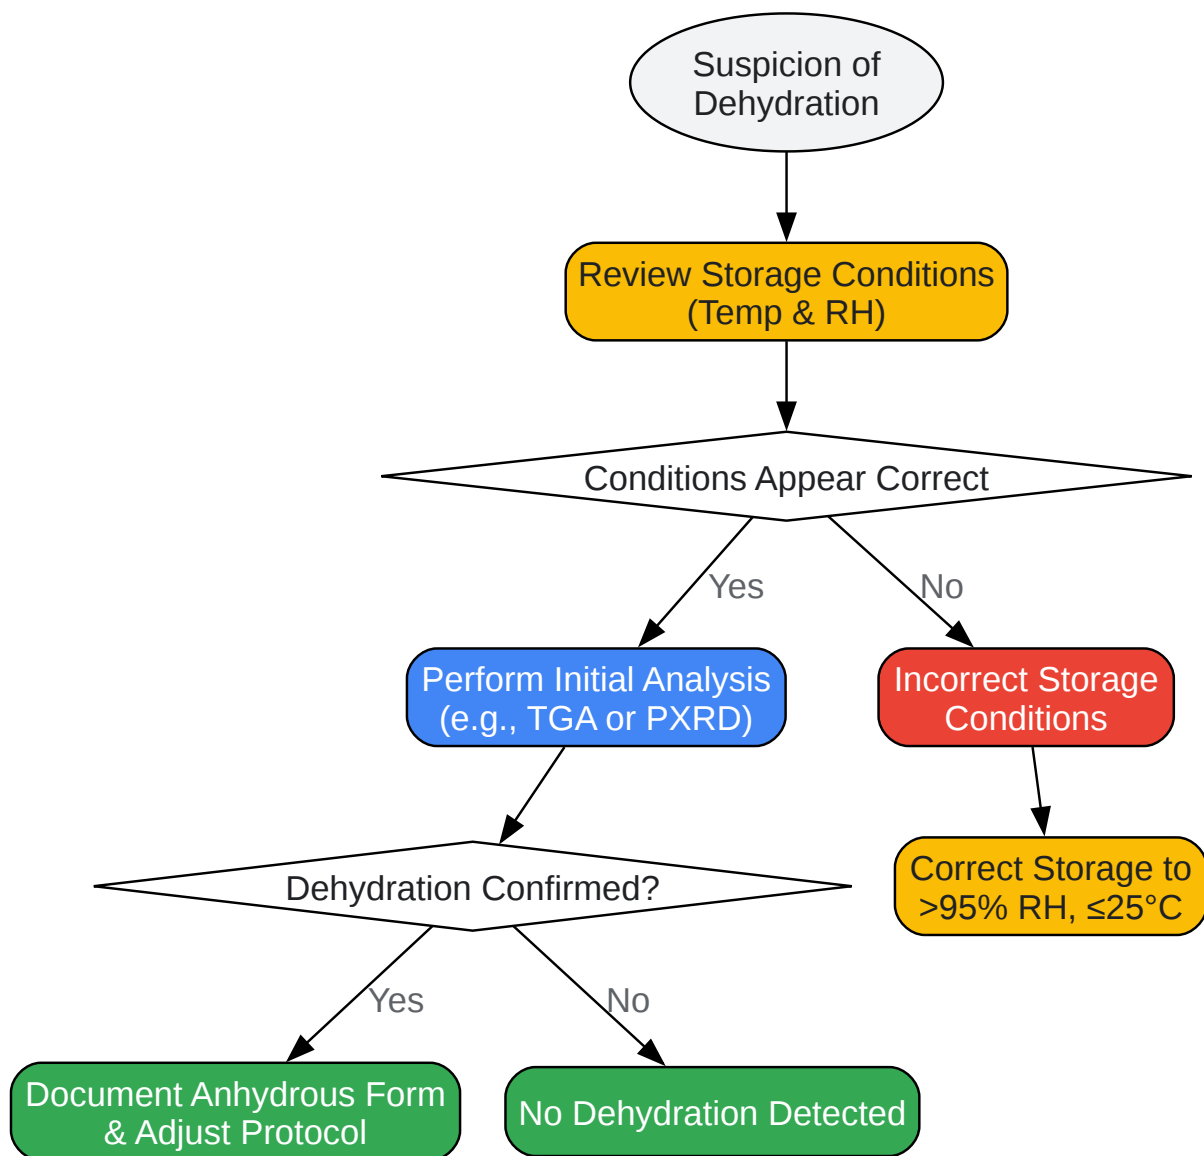 Suspicion of
Dehydration
Review Storage Conditions
(Temp & RH)
Conditions Appear Correct
Yes
No
Perform Initial Analysis
(e.g., TGA or PXRD)
Incorrect Storage
Conditions
Dehydration Confirmed?
Correct Storage to
>95% RH, ≤25°C
Yes
No
Document Anhydrous Form
& Adjust Protocol
No Dehydration Detected